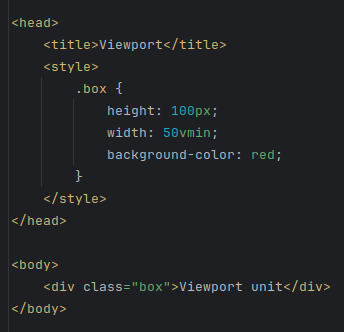 <head>
    <title>Viewport</title>
    <style>
        .box {
            height: 100px;
            width: 50vmin;
            background-color: red;
        }
    </style>
</head>

<body>
    <div class="box">Viewport unit</div>
</body>